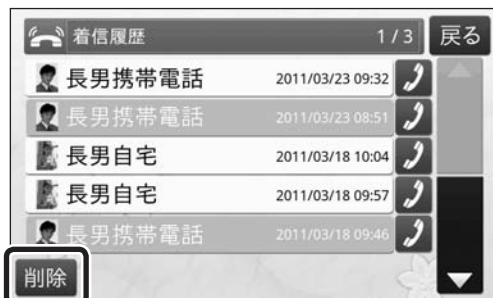 着信履歴 1/3 戻る
長男携帯電話 2011/03/23 09:32
長男携帯電話 2011/03/23 08:51
長男自宅 2011/03/18 10:04
長男自宅 2011/03/18 09:57
長男携帯電話 2011/03/18 09:46
削除